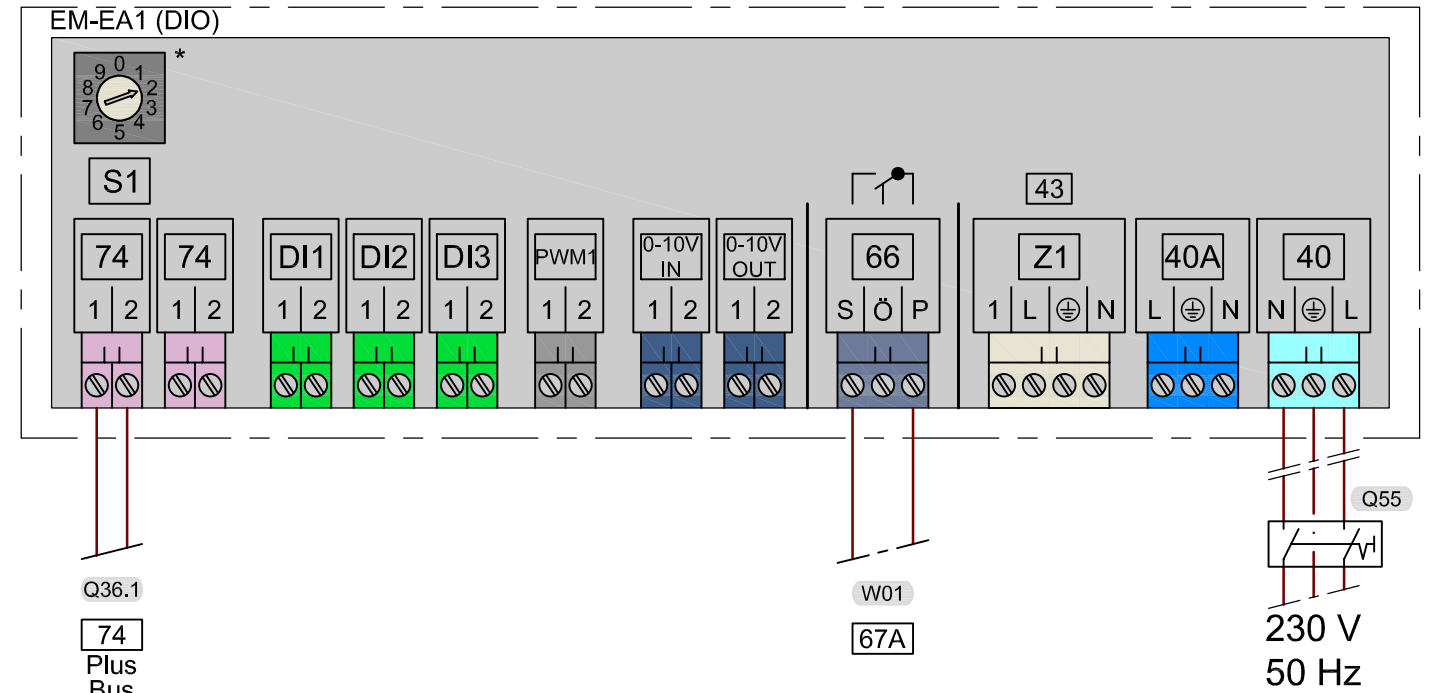 EM-EA1 (DIO)
*
0
9 1
8 2
7 3
6 4
5
S1
43
74 74 DI1 DI2 DI3 PWM1 0-10V IN 0-10V OUT 66 Z1 40A 40
1 2 1 2 1 2 1 2 1 2 1 2 1 2 1 2 S Ö P 1 L N L N N L
Q55
Q36.1
W01
74
67A
Plus
Bus
230 V
50 Hz